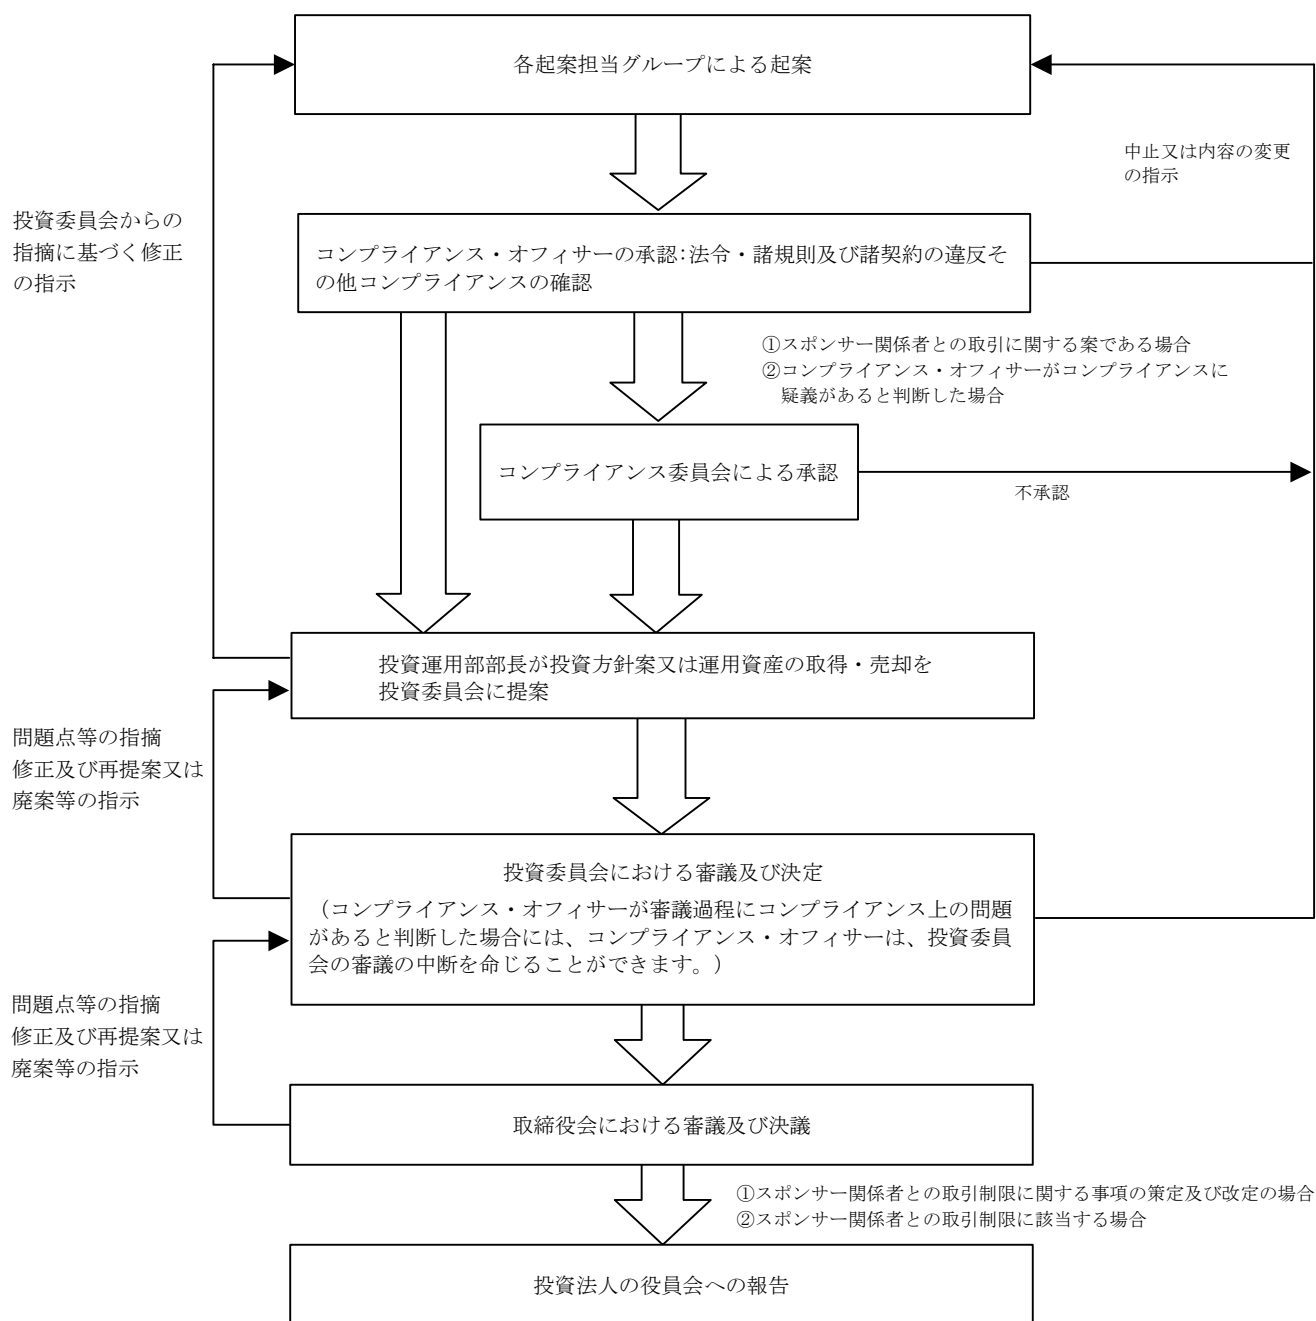 各起案担当グループによる起案
中止又は内容の変更
の指示
投資委員会からの
指摘に基づく修正
の指示
コンプライアンス・オフィサーの承認：法令・諸規則及び諸契約の違反そ
の他コンプライアンスの確認
①スポンサー関係者との取引に関する案である場合
②コンプライアンス・オフィサーがコンプライアンスに
疑義があると判断した場合
コンプライアンス委員会による承認
不承認
投資運用部部長が投資方針案又は運用資産の取得・売却を
投資委員会に提案
問題点等の指摘
修正及び再提案又は
廃案等の指示
投資委員会における審議及び決定
（コンプライアンス・オフィサーが審議過程にコンプライアンス上の問題
があると判断した場合には、コンプライアンス・オフィサーは、投資委員
会の審議の中断を命じることができます。）
問題点等の指摘
修正及び再提案又は
廃案等の指示
取締役会における審議及び決議
①スポンサー関係者との取引制限に関する事項の策定及び改定の場合
②スポンサー関係者との取引制限に該当する場合
投資法人の役員会への報告